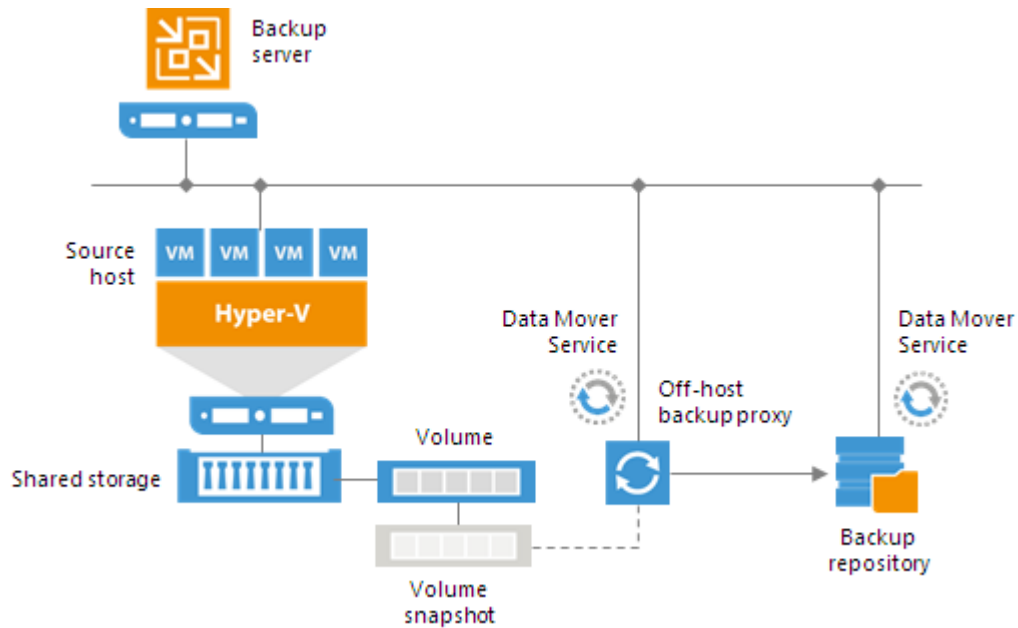 Backup
server
Source
host
VM VM VM VM
Hyper-V
Data Mover
Service
Data Mover
Service
Off-host
backup proxy
Volume
Shared storage
Backup
repository
Volume
snapshot